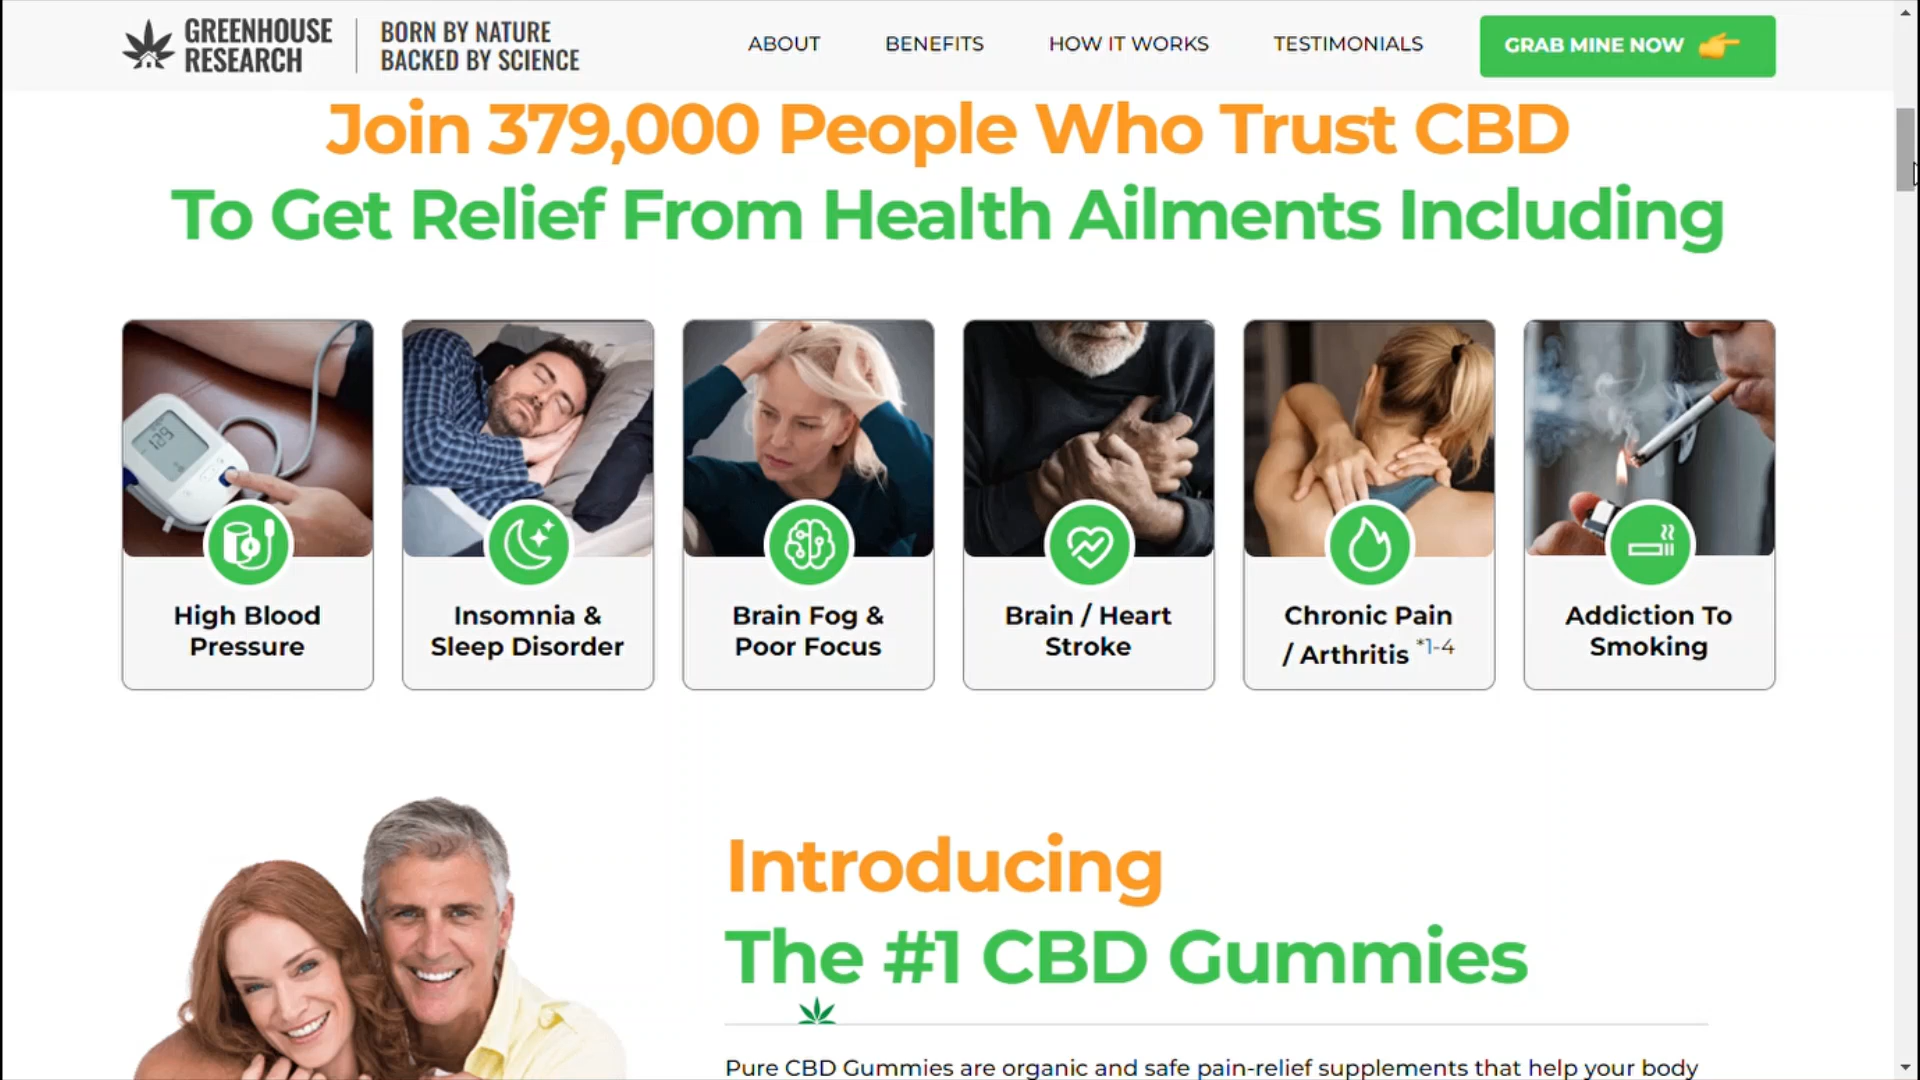 GREENHOUSE
RESEARCH
BORN BY NATURE
BACKED BY SCIENCE
ABOUT
BENEFITS
HOW IT WORKS
TESTIMONIALS
GRAB MINE NOW
Join 379,000 People Who Trust CBD
To Get Relief From Health Ailments Including
129
High Blood
Pressure
Insomnia &
Sleep Disorder
Brain Fog &
Poor Focus
Brain / Heart
Stroke
Chronic Pain
/ Arthritis *1-4
Addiction To
Smoking
Introducing
The #1 CBD Gummies
Pure CBD Gummies are organic and safe pain-relief supplements that help your body